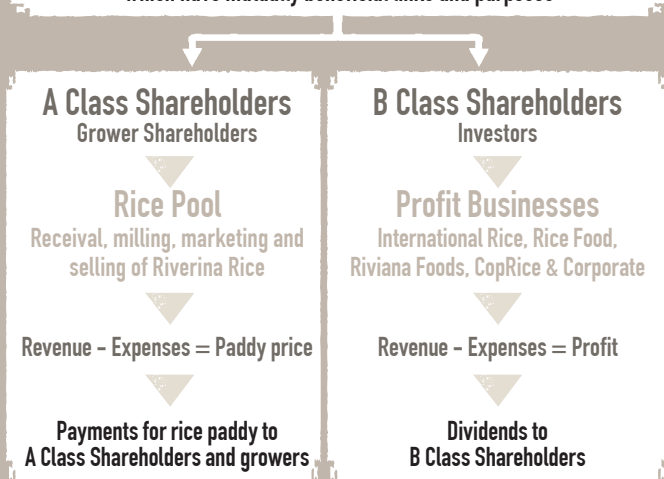 which have mutually beneficial links and purposes
A Class Shareholders
Grower Shareholders
Rice Pool
Receival, milling, marketing and
selling of Riverina Rice
Revenue - Expenses = Paddy price
Payments for rice paddy to
A Class Shareholders and growers
B Class Shareholders
Investors
Profit Businesses
International Rice, Rice Food,
Riviana Foods, CopRice & Corporate
Revenue - Expenses = Profit
Dividends to
B Class Shareholders